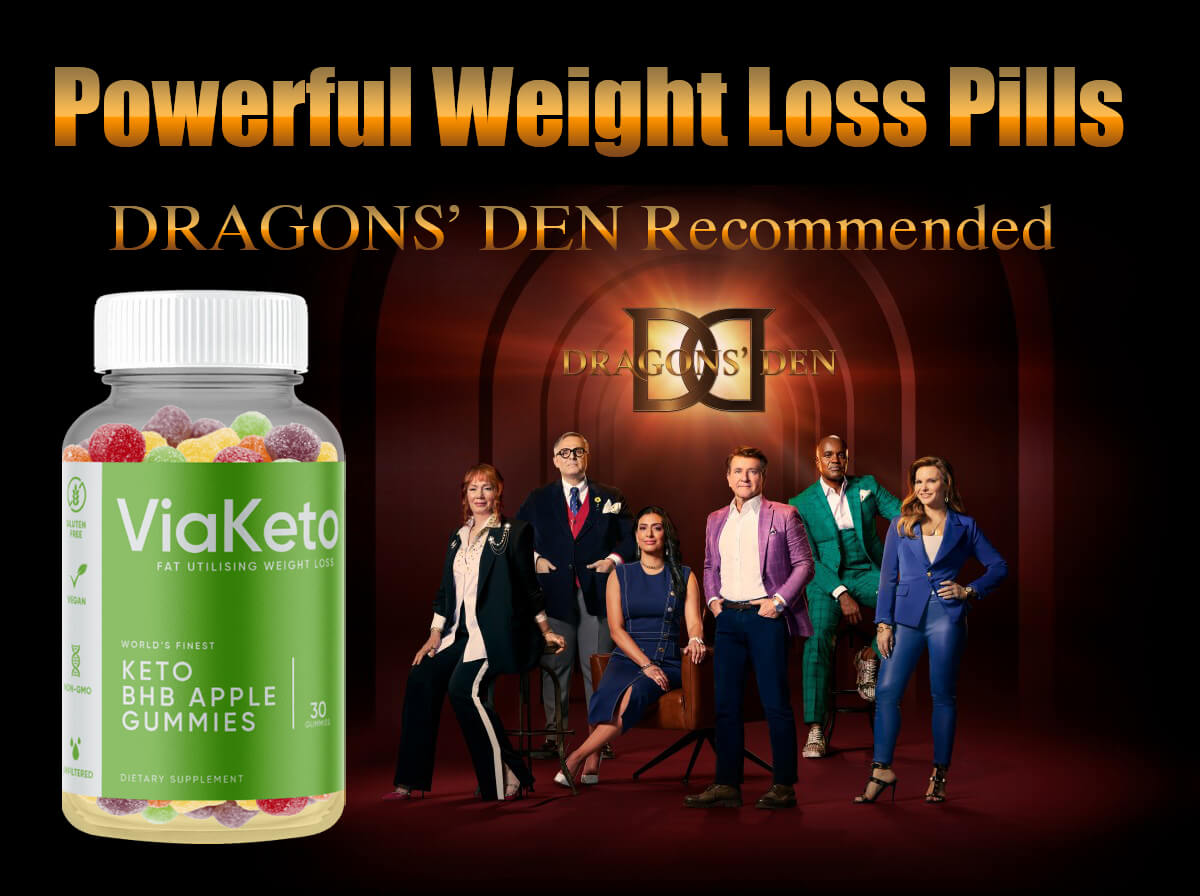 Powerful Weight Loss Pills
DRAGONS’ DEN Recommended
DRAGONS’ DEN
GLUTEN
FREE
VEGAN
NON-GMO
UNFILTERED
ViaKeto
FAT UTILISING WEIGHT LOSS
WORLD'S FINEST
KETO
BHB APPLE
GUMMIES
30
GUMMIES
DIETARY SUPPLEMENT